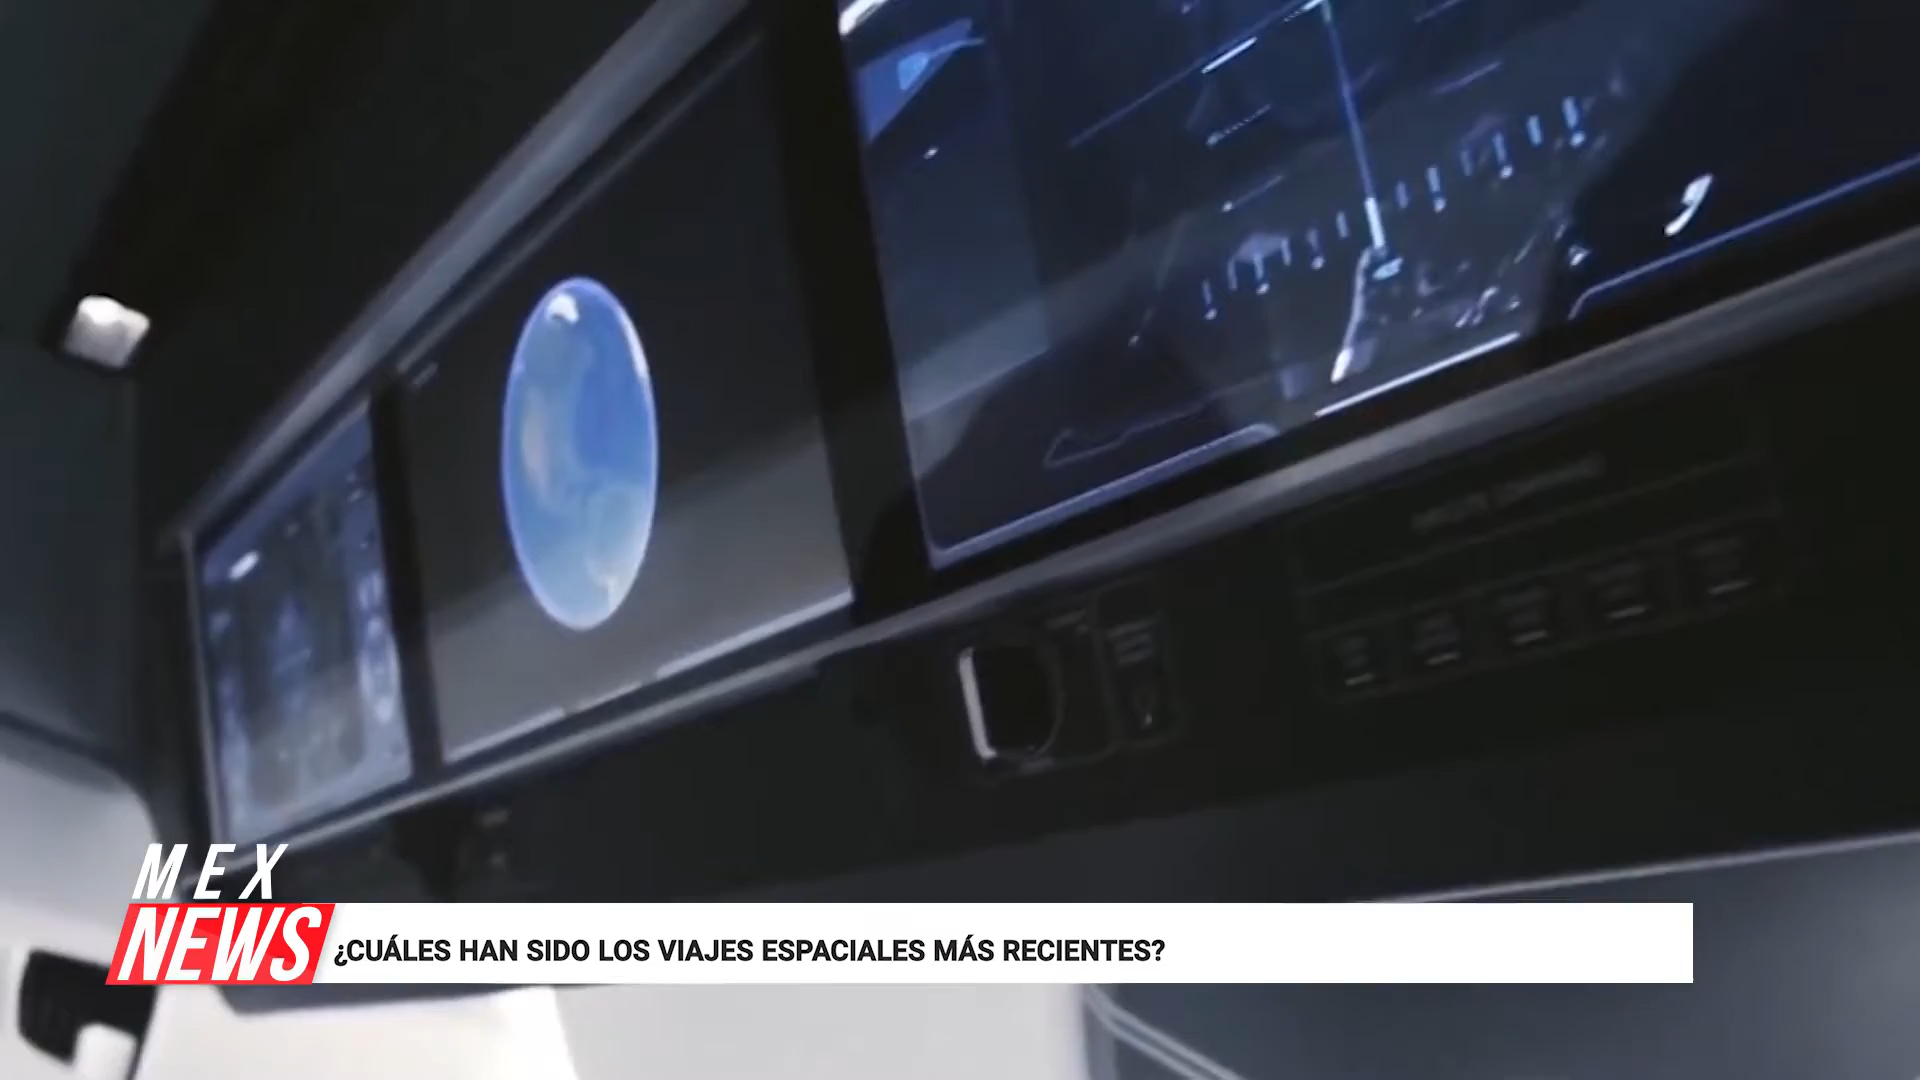 MEX
NEWS
¿CUÁLES HAN SIDO LOS VIAJES ESPACIALES MÁS RECIENTES?